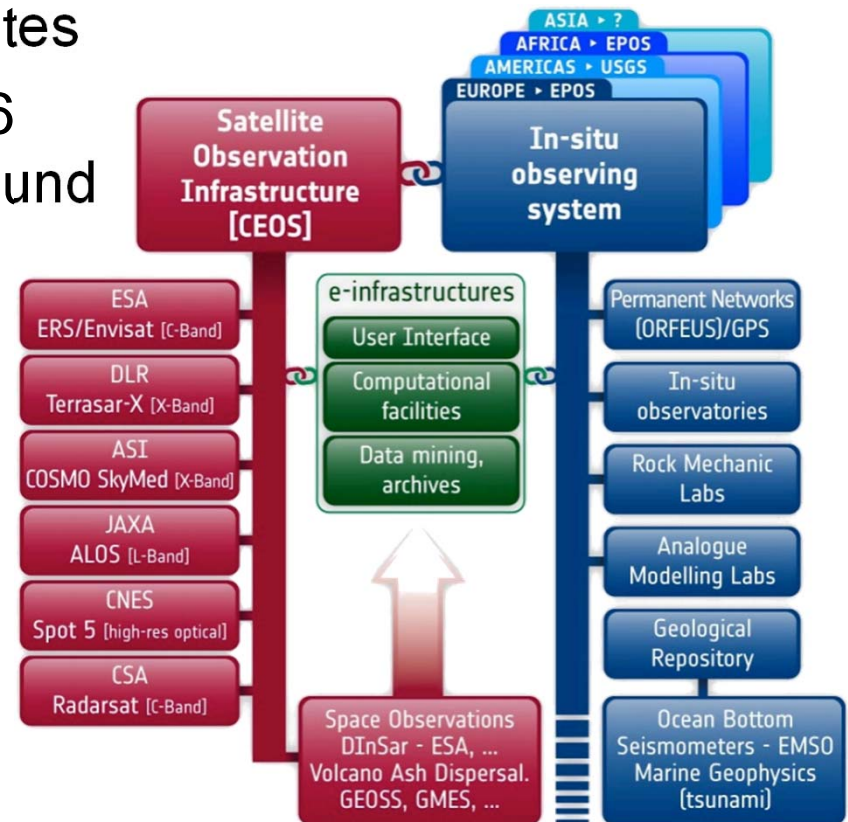 tes
6
und
ASIA ▸ ?
AFRICA ▸ EPOS
AMERICAS ▸ USGS
EUROPE ▸ EPOS
Satellite
Observation
Infrastructure
[CEOS]
In-situ
observing
system
ESA
ERS/Envisat [C-Band]
DLR
Terrasar-X [X-Band]
ASI
COSMO SkyMed [X-Band]
JAXA
ALOS [L-Band]
CNES
Spot 5 [high-res optical]
CSA
Radarsat [C-Band]
e-infrastructures
User Interface
Computational
facilities
Data mining,
archives
Space Observations
DInSar - ESA, ...
Volcano Ash Dispersal.
GEOSS, GMES, ...
Permanent Networks
(ORFEUS)/GPS
In-situ
observatories
Rock Mechanic
Labs
Analogue
Modelling Labs
Geological
Repository
Ocean Bottom
Seismometers - EMSO
Marine Geophysics
(tsunami)